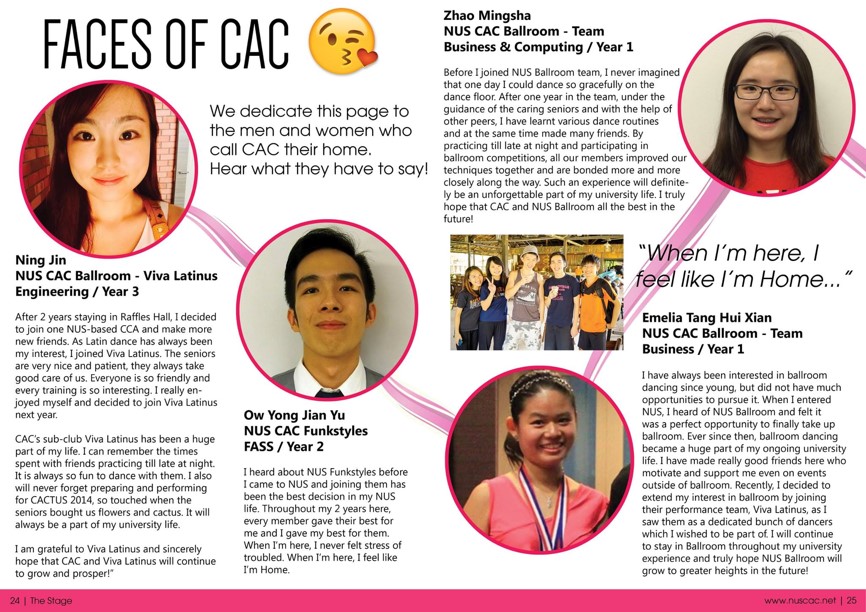 FACES OF CAC
We dedicate this page to
the men and women who
call CAC their home.
Hear what they have to say!
Ning Jin
NUS CAC Ballroom - Viva Latinus
Engineering / Year 3
After 2 years staying in Raffles Hall, I decided
to join one NUS-based CCA and make more
new friends. As Latin dance has always been
my interest, I joined Viva Latinus. The seniors
are very nice and patient, they always take
good care of us. Everyone is so friendly and
every training is so interesting. I really en-
joyed myself and decided to join Viva Latinus
next year.
CAC's sub-club Viva Latinus has been a huge
part of my life. I can remember the times
spent with friends practicing till late at night.
It is always so fun to dance with them. I also
will never forget preparing and performing
for CACTUS 2014, so touched when the
seniors bought us flowers and cactus. It will
always be a part of my university life.
I am grateful to Viva Latinus and sincerely
hope that CAC and Viva Latinus will continue
to grow and prosper!"
Ow Yong Jian Yu
NUS CAC Funkstyles
FASS / Year 2
I heard about NUS Funkstyles before
I came to NUS and joining them has
been the best decision in my NUS
life. Throughout my 2 years here,
every member gave their best for
me and I gave my best for them.
When I'm here, I never felt stress of
troubled. When I'm here, I feel like
I'm Home.
Zhao Mingsha
NUS CAC Ballroom - Team
Business & Computing / Year 1
Before I joined NUS Ballroom team, I never imagined
that one day I could dance so gracefully on the
dance floor. After one year in the team, under the
guidance of the caring seniors and with the help of
other peers, I have learnt various dance routines
and at the same time made many friends. By
practicing till late at night and participating in
ballroom competitions, all our members improved our
techniques together and are bonded more and more
closely along the way. Such an experience will definite-
ly be an unforgettable part of my university life. I truly
hope that CAC and NUS Ballroom all the best in the
future!
"When I'm here, I
feel like I'm Home..."
Emelia Tang Hui Xian
NUS CAC Ballroom - Team
Business / Year 1
I have always been interested in ballroom
dancing since young, but did not have much
opportunities to pursue it. When I entered
NUS, I heard of NUS Ballroom and felt it
was a perfect opportunity to finally take up
ballroom. Ever since then, ballroom dancing
became a huge part of my ongoing university
life. I have made really good friends here who
motivate and support me even on events
outside of ballroom. Recently, I decided to
extend my interest in ballroom by joining
their performance team, Viva Latinus, as I
saw them as a dedicated bunch of dancers
which I wished to be part of. I will continue
to stay in Ballroom throughout my university
experience and truly hope NUS Ballroom will
grow to greater heights in the future!
24 | The Stage
www.nuscac.net | 25